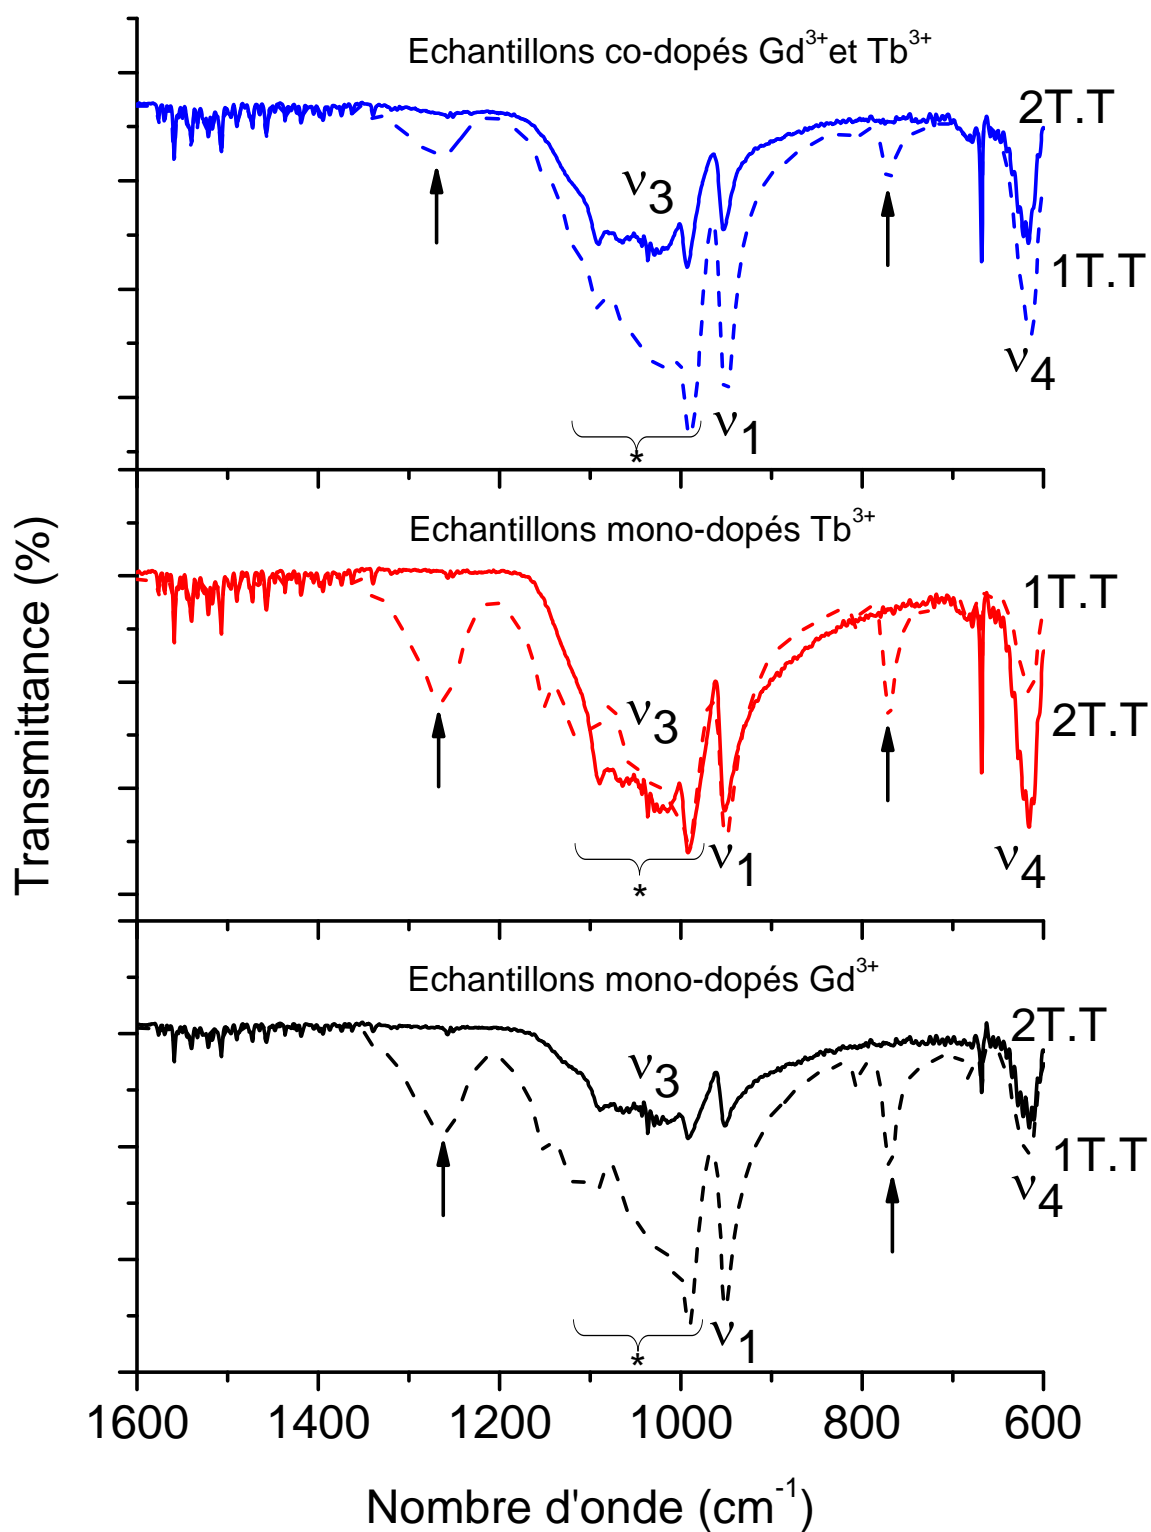 Echantillons co-dopés Gd³⁺et Tb³⁺
2T.T
ν₃
1T.T
ν₄
ν₁
*
Echantillons mono-dopés Tb³⁺
1T.T
ν₃
2T.T
ν₁
ν₄
*
Echantillons mono-dopés Gd³⁺
2T.T
ν₃
1T.T
ν₄
ν₁
*
Transmittance (%)
1600 1400 1200 1000 800 600
Nombre d'onde (cm⁻¹)